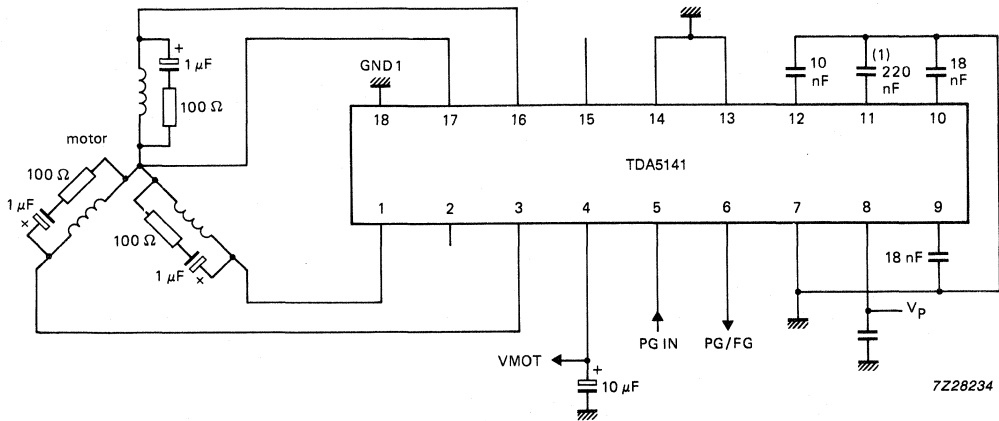 +
1 µF
100 Ω
motor
100 Ω
1 µF
+
100 Ω
1 µF
+
GND1
18 17 16 15 14 13 12 11 10
TDA5141
1 2 3 4 5 6 7 8 9
10
nF
(1)
220
nF
18
nF
18 nF
VMOT
+
10 µF
PG IN
PG/FG
VP
7Z28234